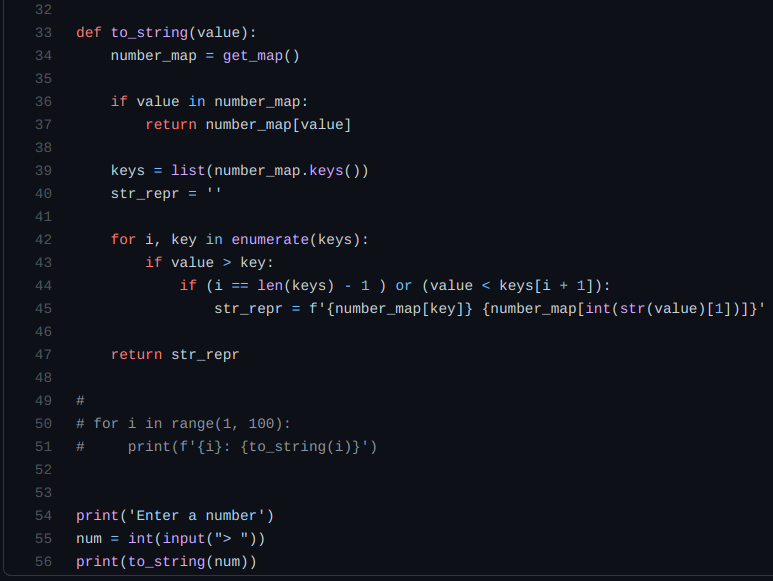 32
33 def to_string(value):
34     number_map = get_map()
35
36     if value in number_map:
37         return number_map[value]
38
39     keys = list(number_map.keys())
40     str_repr = ''
41
42     for i, key in enumerate(keys):
43         if value > key:
44             if (i == len(keys) - 1 ) or (value < keys[i + 1]):
45                 str_repr = f'{number_map[key]} {number_map[int(str(value)[1])]}'
46
47     return str_repr
48
49 #
50 # for i in range(1, 100):
51 #     print(f'{i}: {to_string(i)}')
52
53
54 print('Enter a number')
55 num = int(input("> "))
56 print(to_string(num))